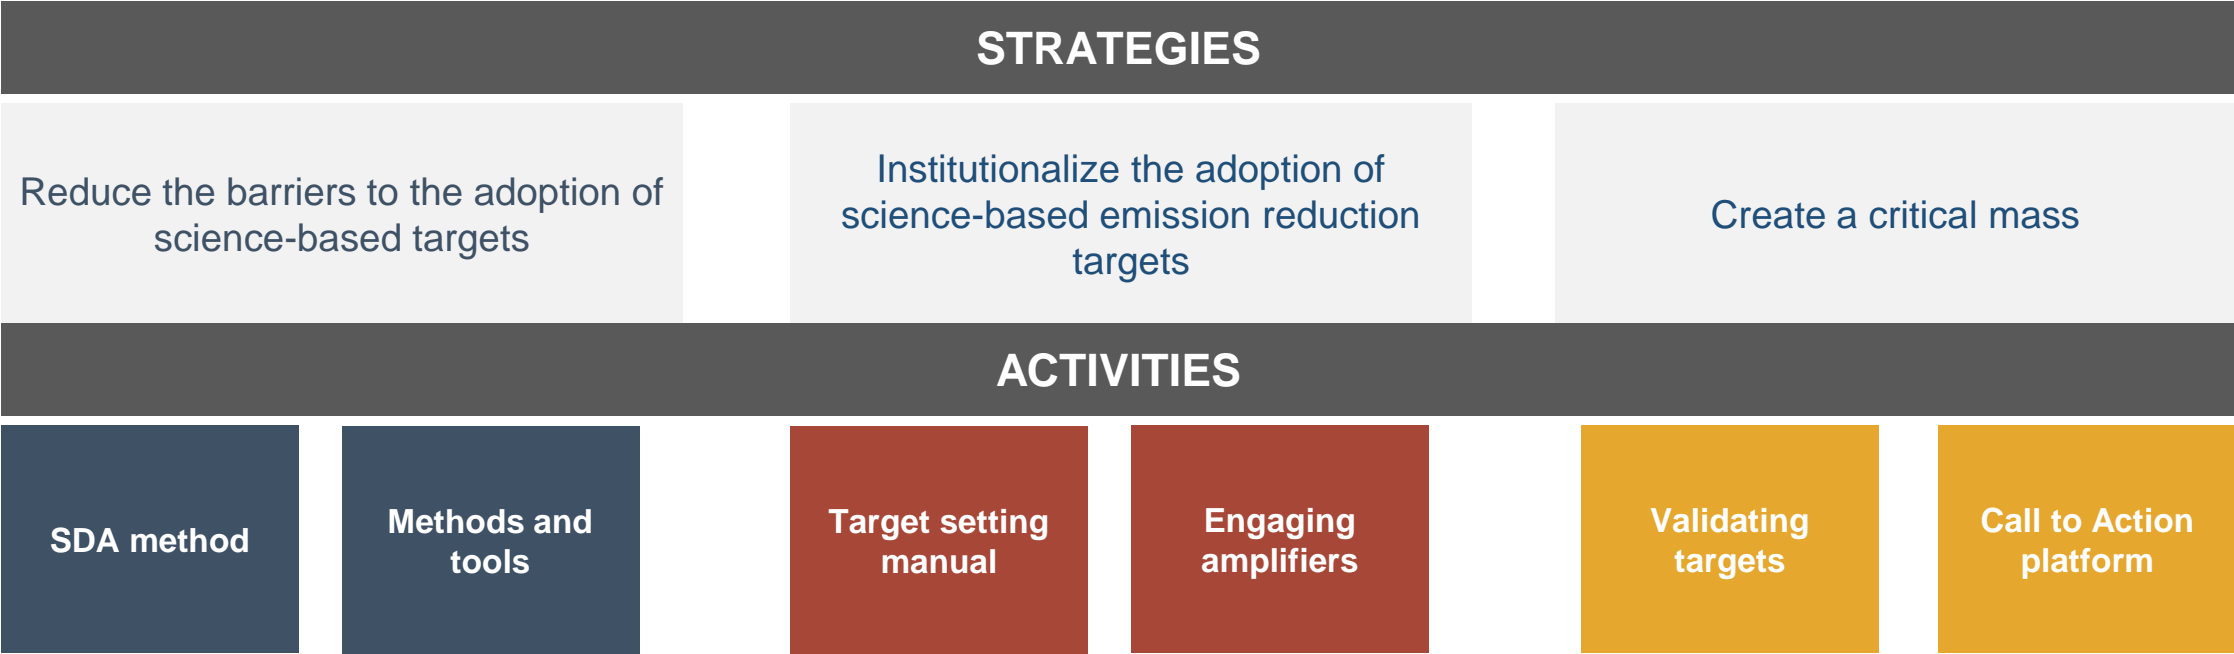 STRATEGIES
Reduce the barriers to the adoption of
science-based targets
Institutionalize the adoption of
science-based emission reduction
targets
Create a critical mass
ACTIVITIES
SDA method
Methods and
tools
Target setting
manual
Engaging
amplifiers
Validating
targets
Call to Action
platform